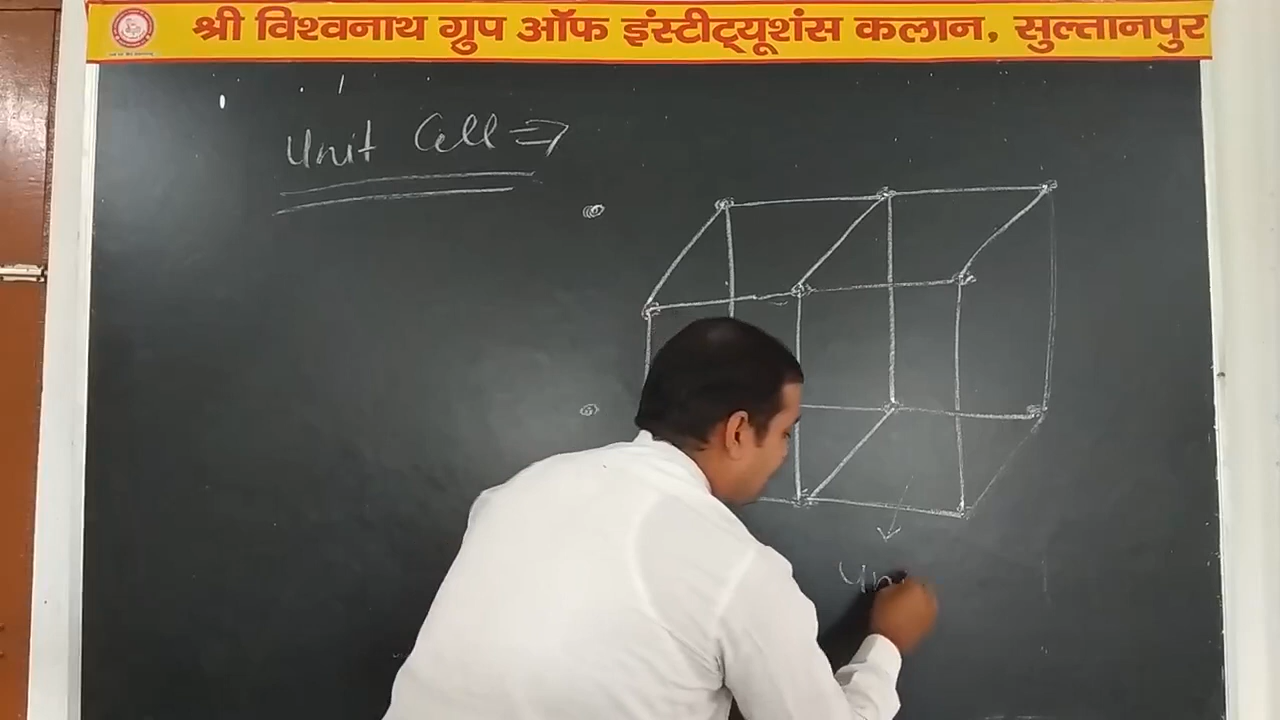 श्री विश्वनाथ ग्रुप ऑफ इंस्टीट्यूशंस कलान, सुल्तानपुर
Unit Cell ⇒